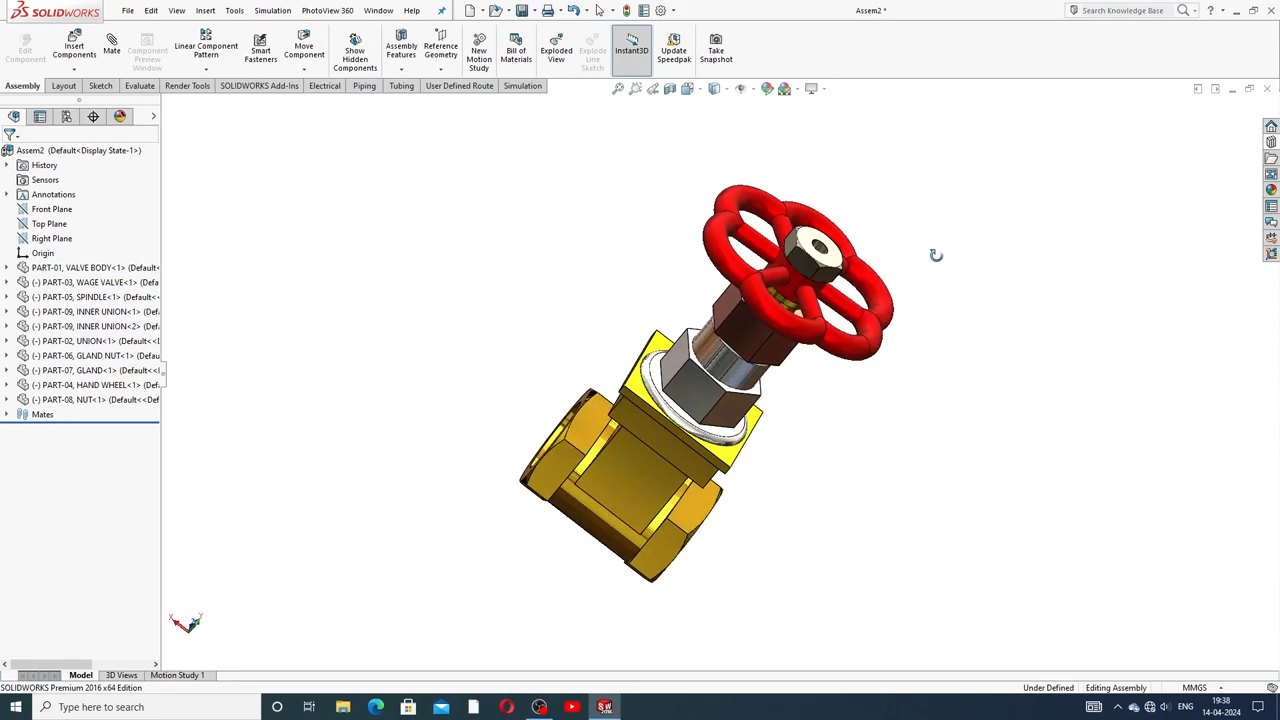 SOLIDWORKS
File Edit View Insert Tools Simulation PhotoView 360 Window Help
Assem2 *
Search Knowledge Base
Edit Component
Insert Components
Mate
Component Preview Window
Linear Component Pattern
Smart Fasteners
Move Component
Show Hidden Components
Assembly Features
Reference Geometry
New Motion Study
Bill of Materials
Exploded View
Explode Line Sketch
Instant3D
Update Speedpak
Take Snapshot
Assembly Layout Sketch Evaluate Render Tools SOLIDWORKS Add-Ins Electrical Piping Tubing User Defined Route Simulation
Assem2 (Default<Display State-1>)
History
Sensors
Annotations
Front Plane
Top Plane
Right Plane
Origin
PART-01, VALVE BODY<1> (Default<
(-) PART-03, WAGE VALVE<1> (Defau
(-) PART-05, SPINDLE<1> (Default<<
(-) PART-09, INNER UNION<1> (Defa
(-) PART-09, INNER UNION<2> (Defa
(-) PART-02, UNION<1> (Default<<D
(-) PART-06, GLAND NUT<1> (Defau
(-) PART-07, GLAND<1> (Default<<D
(-) PART-04, HAND WHEEL<1> (Def
(-) PART-08, NUT<1> (Default<<Def
Mates
X Y
Model 3D Views Motion Study 1
SOLIDWORKS Premium 2016 x64 Edition
Under Defined Editing Assembly MMGS
Type here to search
ENG
19:38
14-04-2024